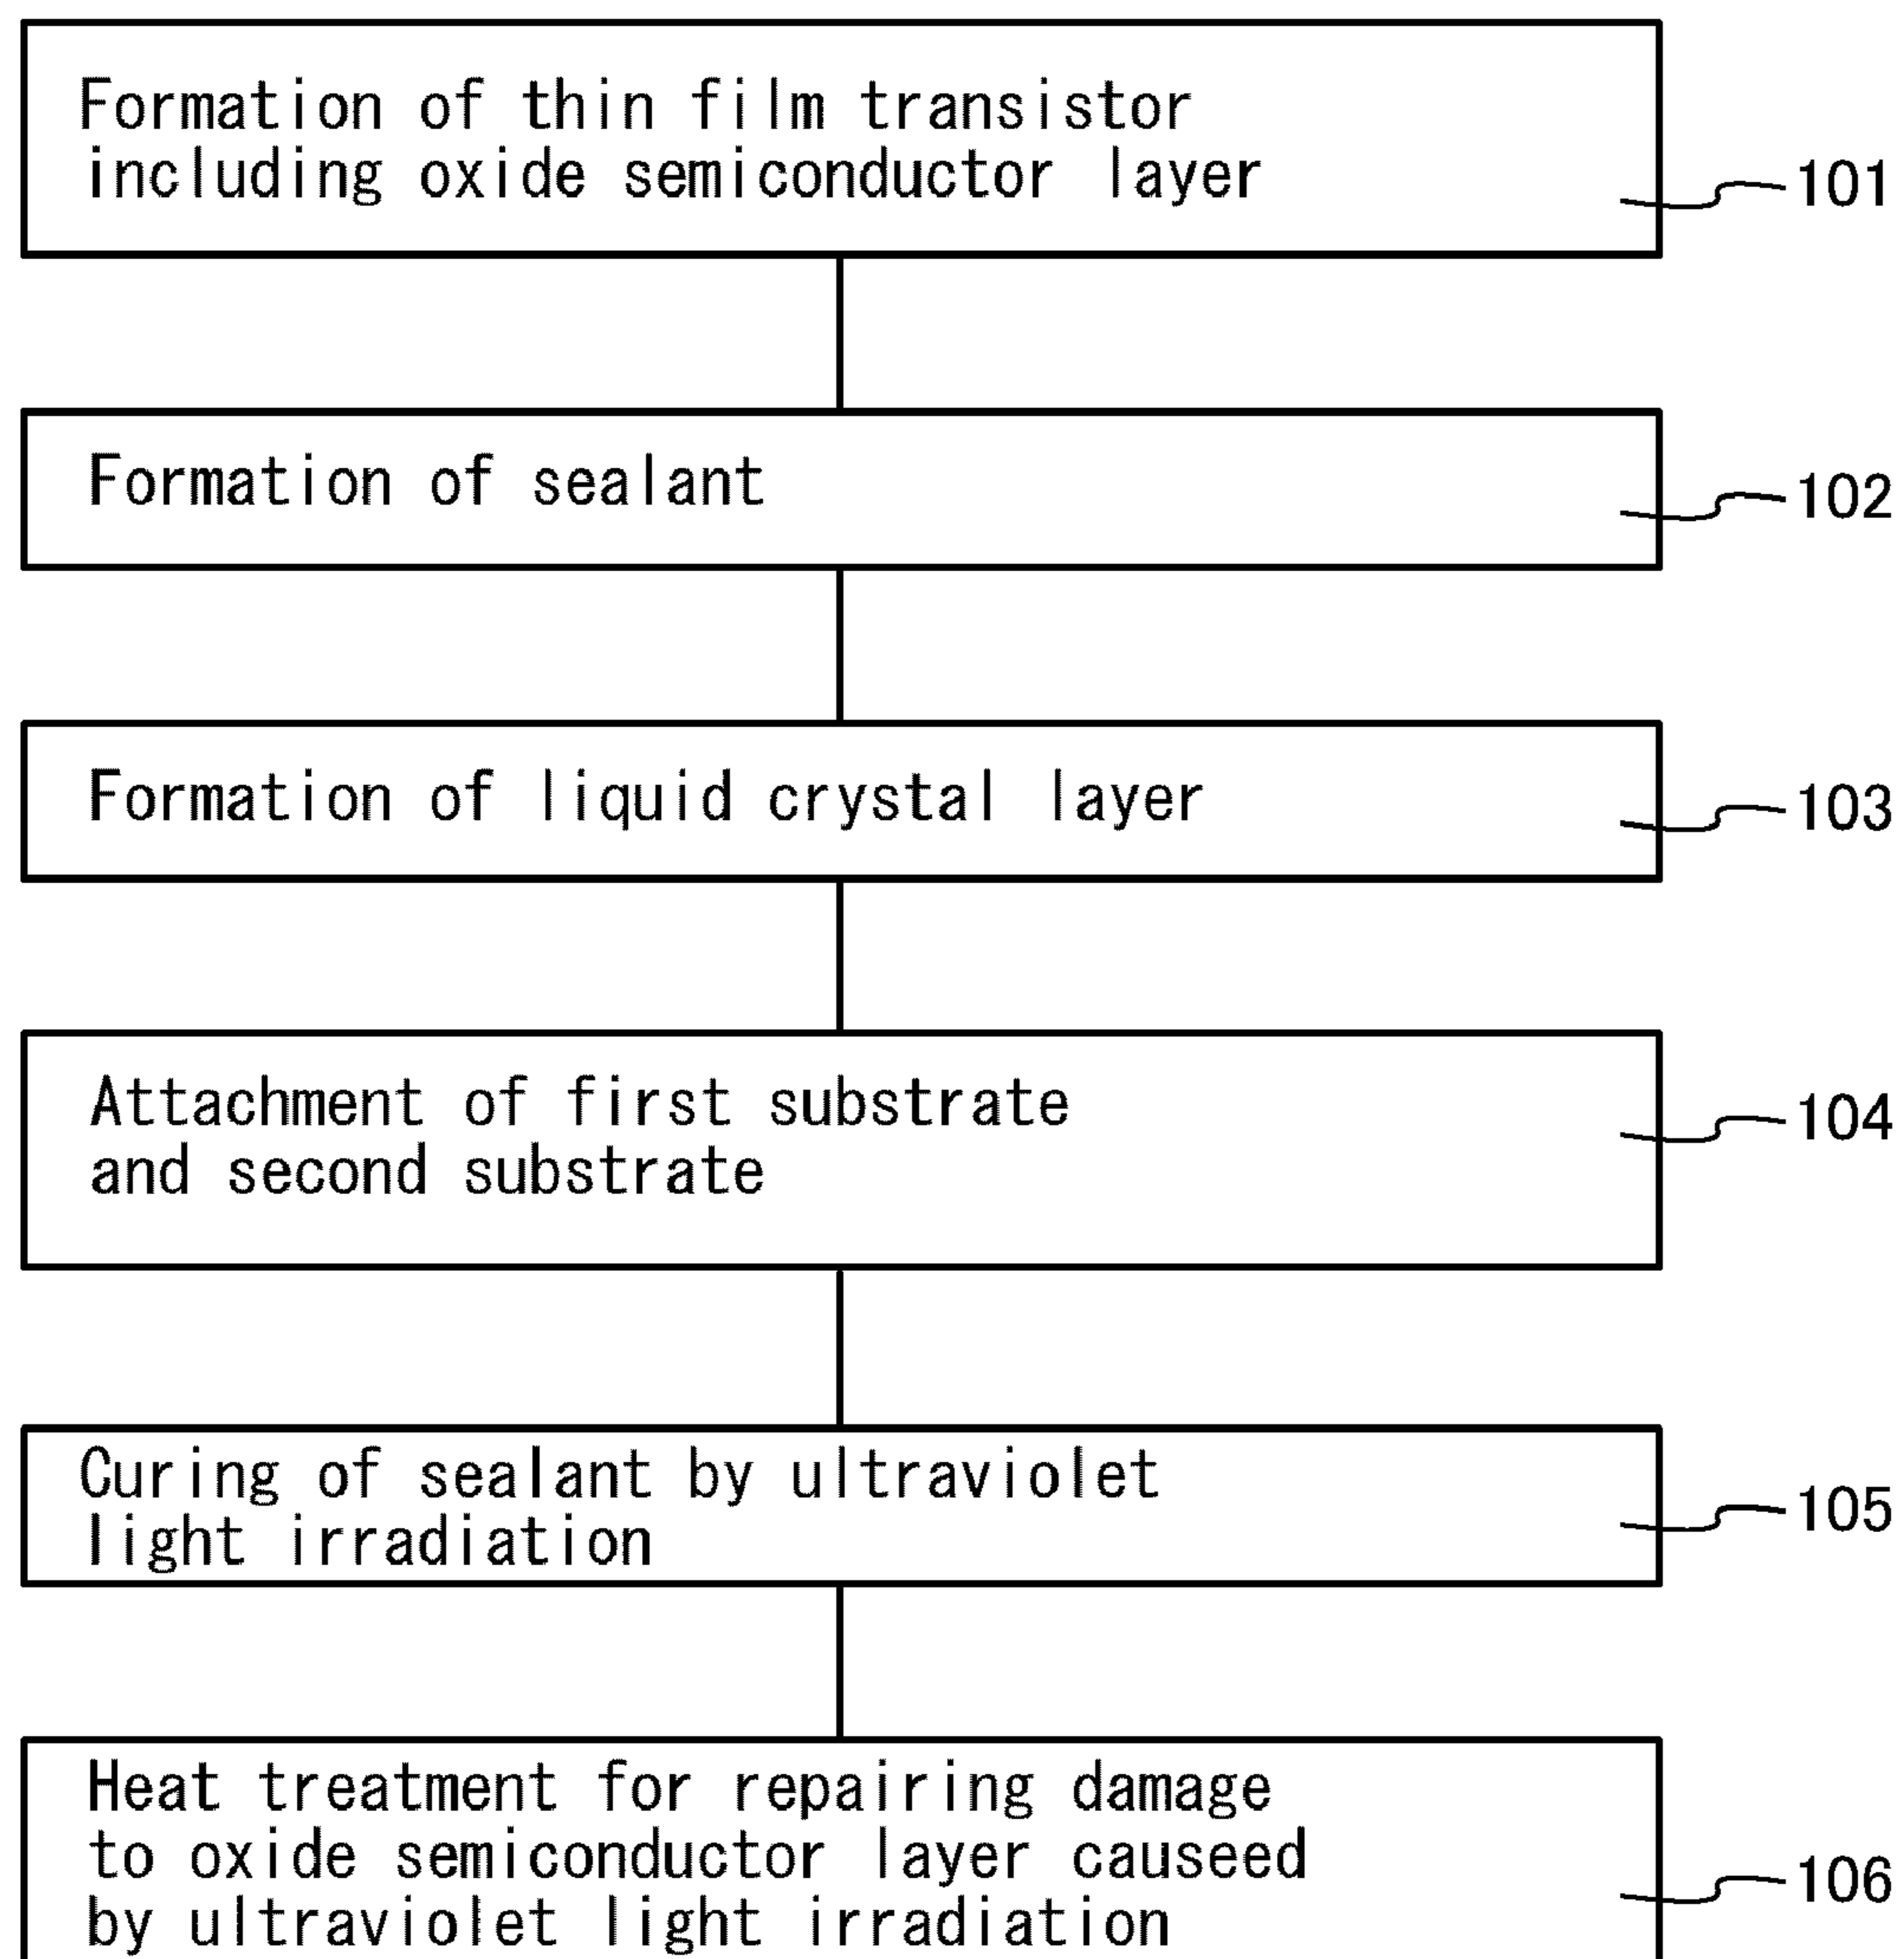 Formation of thin film transistor
including oxide semiconductor layer
101
Formation of sealant
102
Formation of liquid crystal layer
103
Attachment of first substrate
and second substrate
104
Curing of sealant by ultraviolet
light irradiation
105
Heat treatment for repairing damage
to oxide semiconductor layer causeed
by ultraviolet light irradiation
106